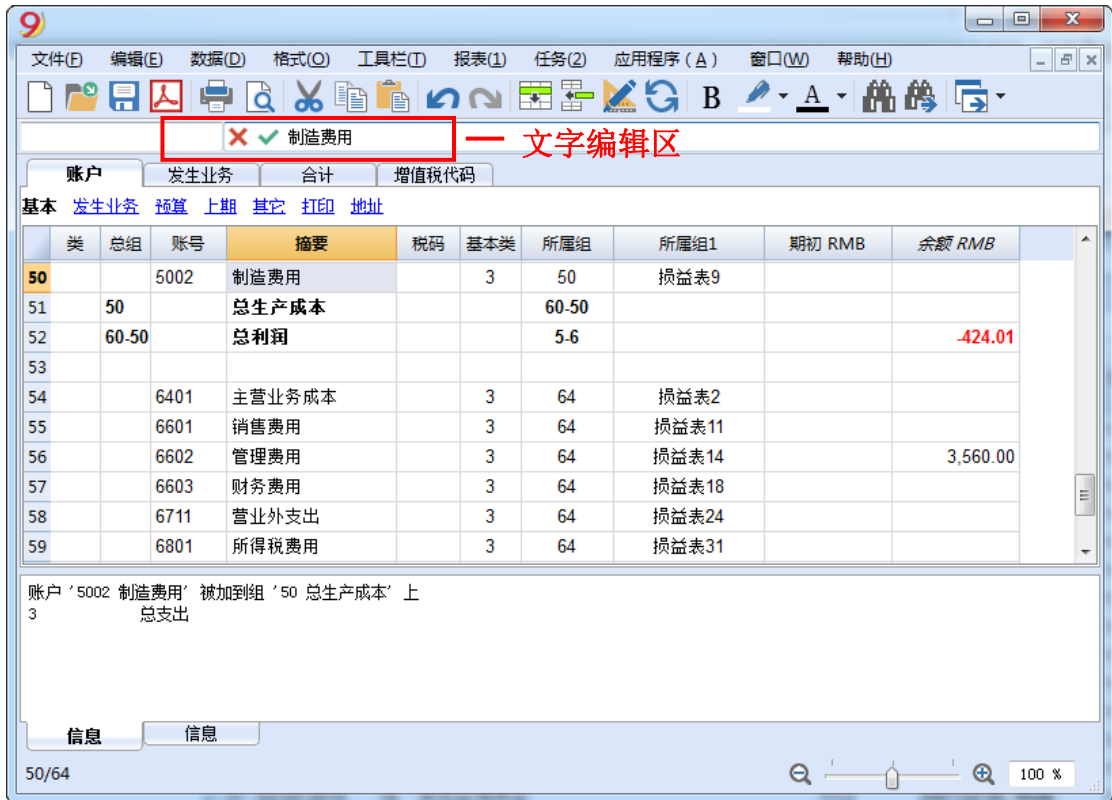 文件(F) 编辑(E) 数据(D) 格式(O) 工具栏(T) 报表(1) 任务(2) 应用程序(A) 窗口(W) 帮助(H)
B A
制造费用 文字编辑区
账户 发生业务 合计 增值税代码
基本 发生业务 预算 上期 其它 打印 地址
类 总组 账号 摘要 税码 基本类 所属组 所属组1 期初 RMB 余额 RMB
50 5002 制造费用 3 50 损益表9
51 50 总生产成本 60-50
52 60-50 总利润 5-6 -424.01
53
54 6401 主营业务成本 3 64 损益表2
55 6601 销售费用 3 64 损益表11
56 6602 管理费用 3 64 损益表14 3,560.00
57 6603 财务费用 3 64 损益表18
58 6711 营业外支出 3 64 损益表24
59 6801 所得税费用 3 64 损益表31
账户 '5002 制造费用' 被加到组 '50 总生产成本' 上
3 总支出
信息 信息
50/64 100 %